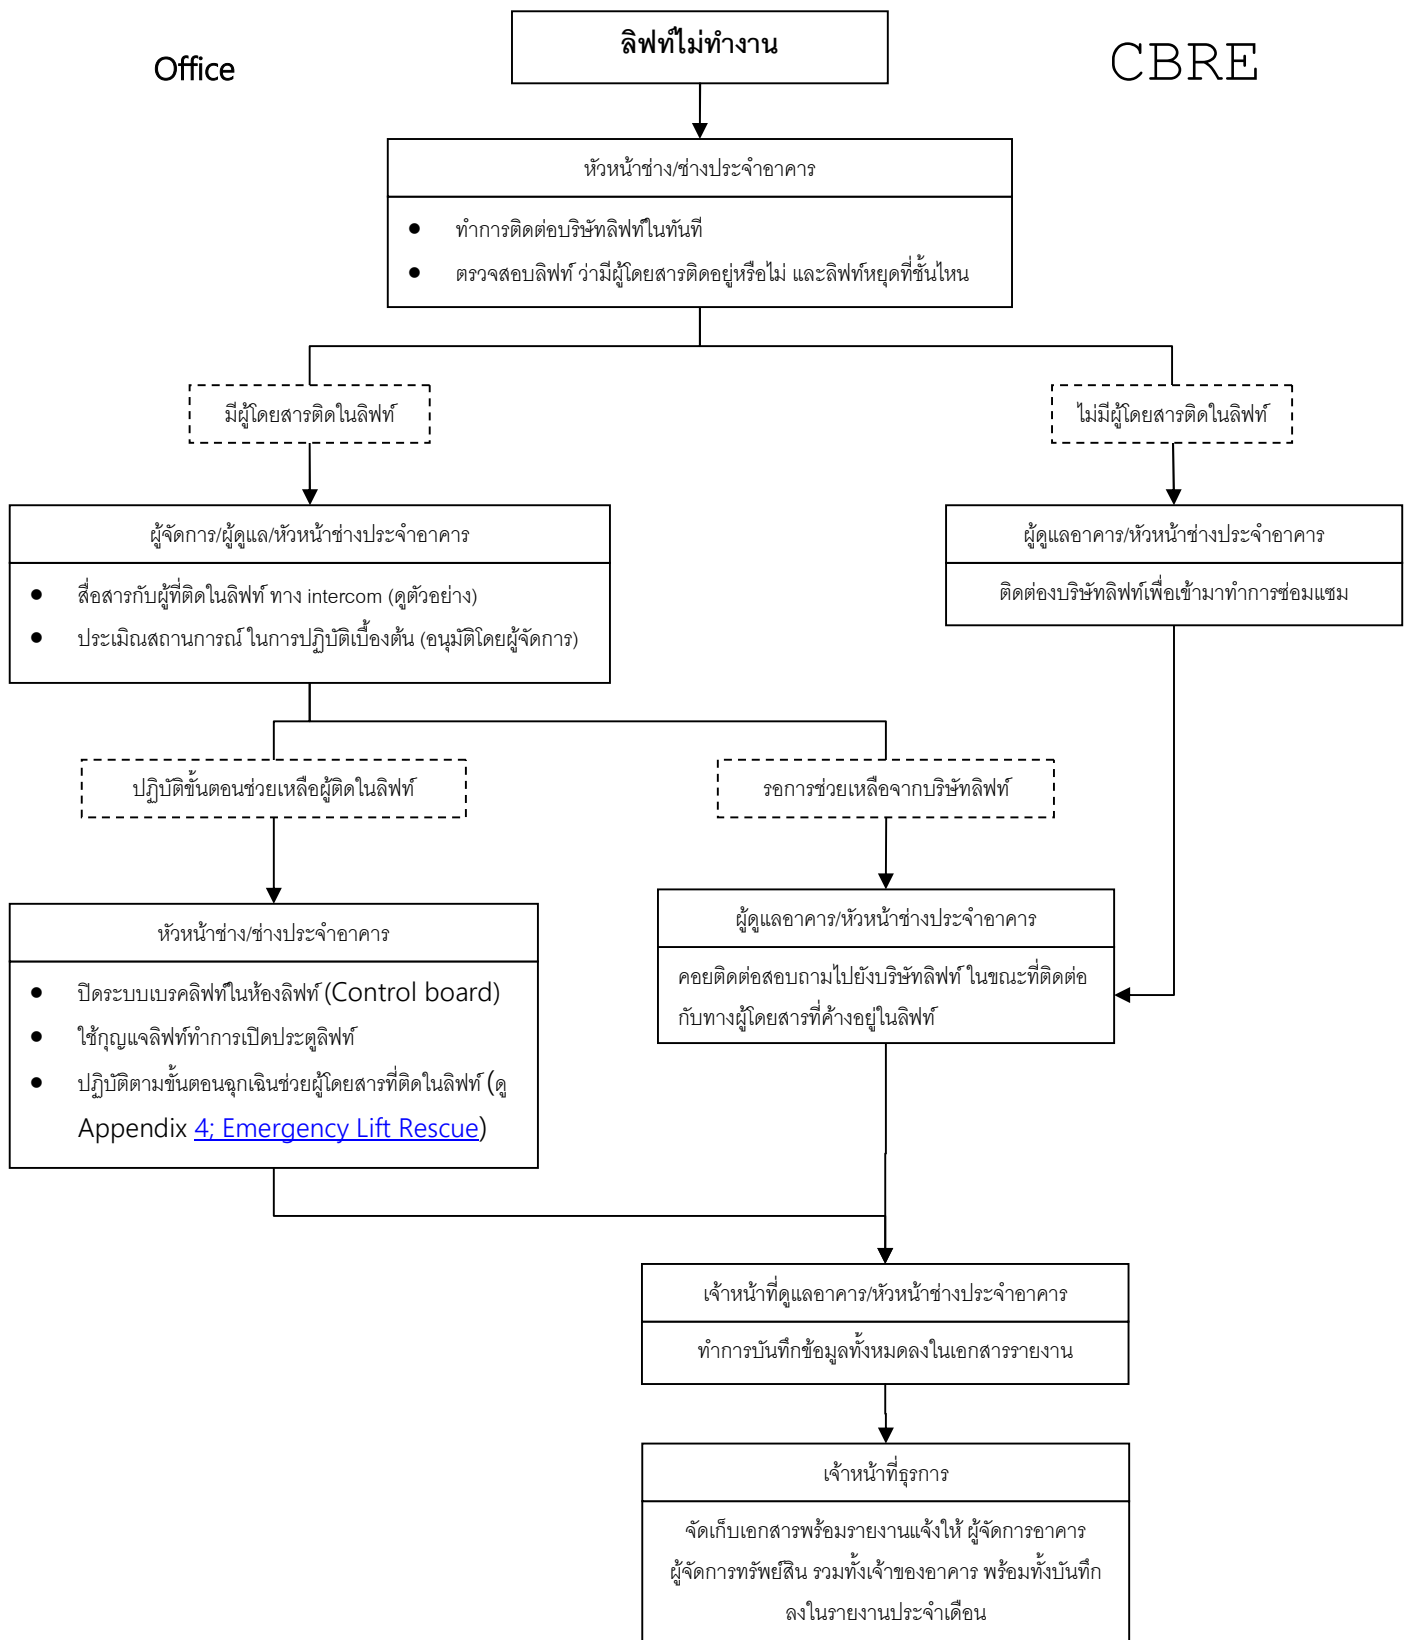 ลิฟท์ไม่ทำงาน
Office
CBRE
หัวหน้าช่าง/ช่างประจำอาคาร
● ทำการติดต่อบริษัทลิฟท์ในทันที
● ตรวจสอบลิฟท์ ว่ามีผู้โดยสารติดอยู่หรือไม่ และลิฟท์หยุดที่ชั้นไหน
มีผู้โดยสารติดในลิฟท์
ไม่มีผู้โดยสารติดในลิฟท์
ผู้จัดการ/ผู้ดูแล/หัวหน้าช่างประจำอาคาร
● สื่อสารกับผู้ที่ติดในลิฟท์ ทาง intercom (ดูตัวอย่าง)
● ประเมิณสถานการณ์ ในการปฏิบัติเบื้องต้น (อนุมัติโดยผู้จัดการ)
ผู้ดูแลอาคาร/หัวหน้าช่างประจำอาคาร
ติดต่องบริษัทลิฟท์เพื่อเข้ามาทำการซ่อมแซม
ปฏิบัติขั้นตอนช่วยเหลือผู้ติดในลิฟท์
รอการช่วยเหลือจากบริษัทลิฟท์
หัวหน้าช่าง/ช่างประจำอาคาร
● ปิดระบบเบรคลิฟท์ในห้องลิฟท์ (Control board)
● ใช้กุญแจลิฟท์ทำการเปิดประตูลิฟท์
● ปฏิบัติตามขั้นตอนฉุกเฉินช่วยผู้โดยสารที่ติดในลิฟท์ (ดู
Appendix 4; Emergency Lift Rescue)
ผู้ดูแลอาคาร/หัวหน้าช่างประจำอาคาร
คอยติดต่อสอบถามไปยังบริษัทลิฟท์ ในขณะที่ติดต่อ
กับทางผู้โดยสารที่ค้างอยู่ในลิฟท์
เจ้าหน้าที่ดูแลอาคาร/หัวหน้าช่างประจำอาคาร
ทำการบันทึกข้อมูลทั้งหมดลงในเอกสารรายงาน
เจ้าหน้าที่ธุรการ
จัดเก็บเอกสารพร้อมรายงานแจ้งให้ ผู้จัดการอาคาร
ผู้จัดการทรัพย์สิน รวมทั้งเจ้าของอาคาร พร้อมทั้งบันทึก
ลงในรายงานประจำเดือน